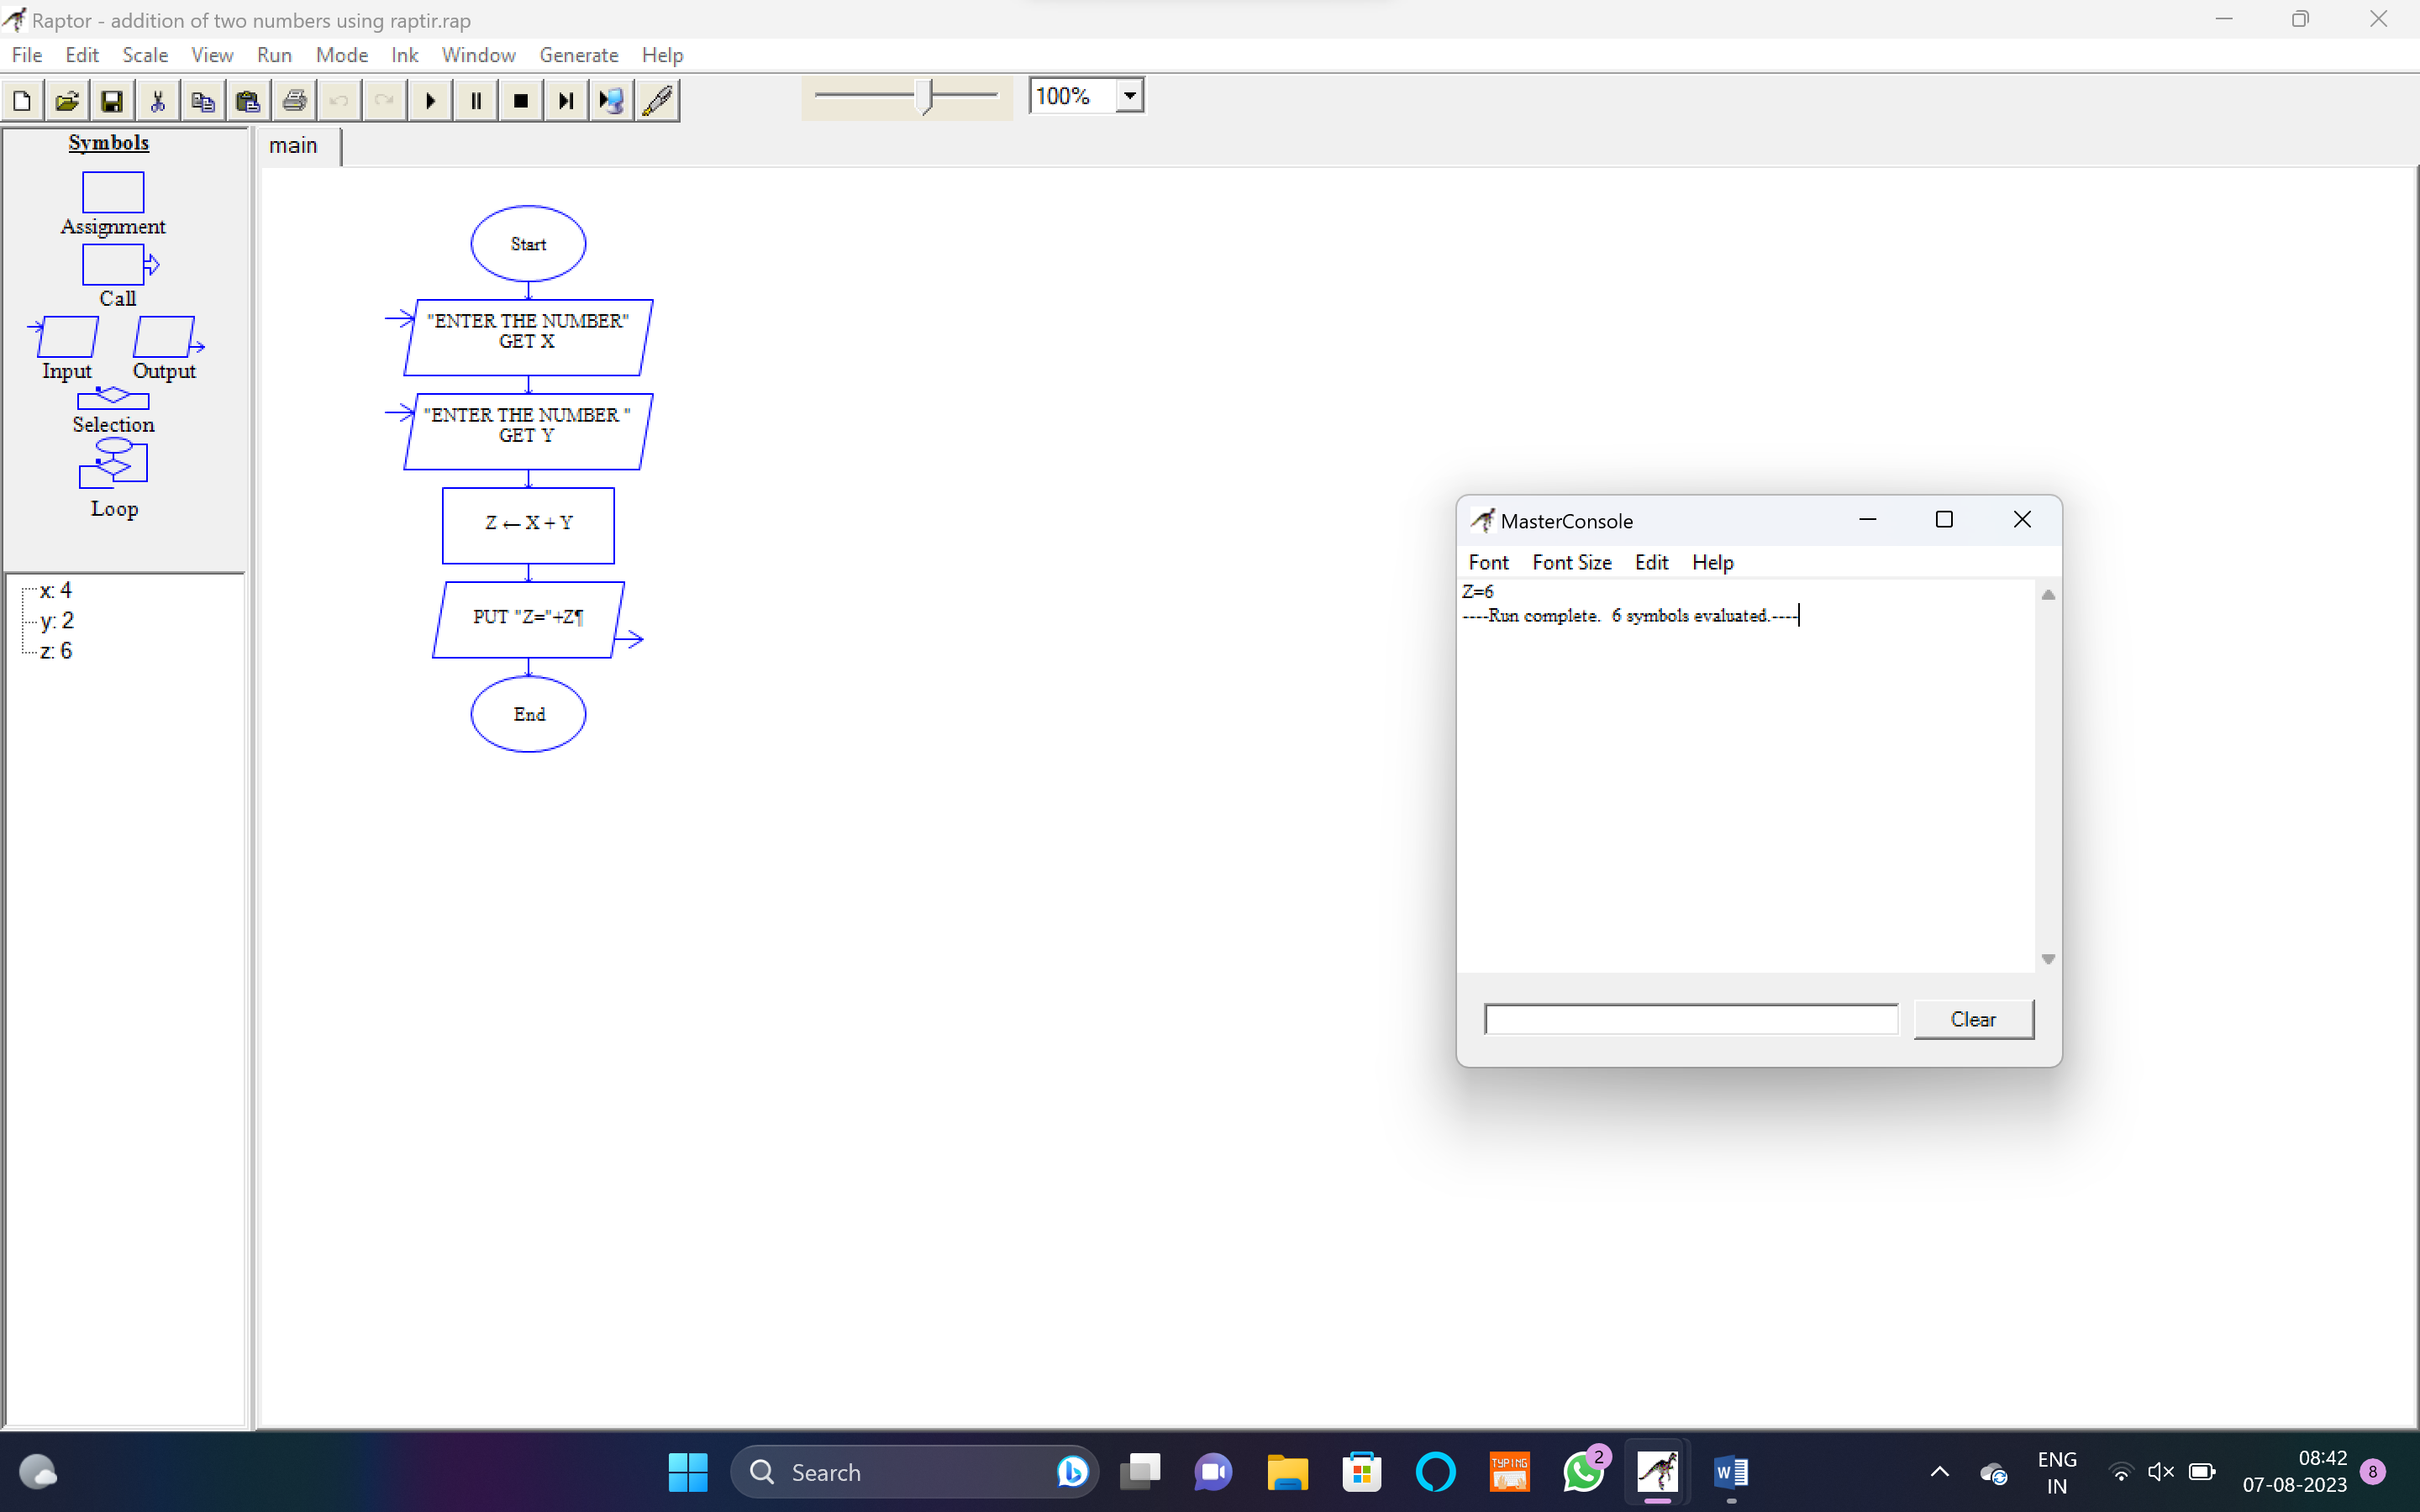 Raptor - addition of two numbers using raptir.rap
File Edit Scale View Run Mode Ink Window Generate Help
100%
Symbols
main
Assignment
Call
Input Output
Selection
Loop
x: 4
y: 2
z: 6
Start
"ENTER THE NUMBER"
GET X
"ENTER THE NUMBER "
GET Y
Z ← X + Y
PUT "Z="+Z¶
End
MasterConsole
Font Font Size Edit Help
Z=6
----Run complete.  6 symbols evaluated.----
Clear
Search
TYPING
2
W
ENG
IN
08:42
07-08-2023
8